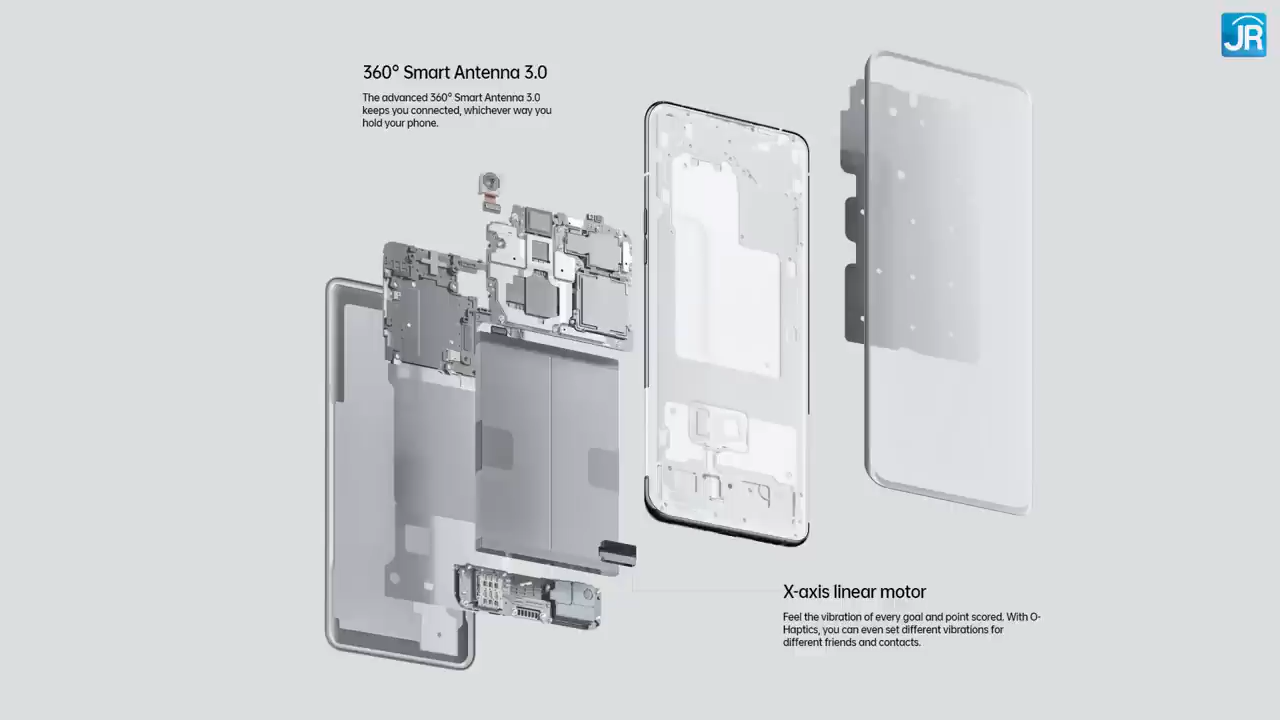 JR
360° Smart Antenna 3.0
The advanced 360° Smart Antenna 3.0
keeps you connected, whichever way you
hold your phone.
X-axis linear motor
Feel the vibration of every goal and point scored. With O-
Haptics, you can even set different vibrations for
different friends and contacts.